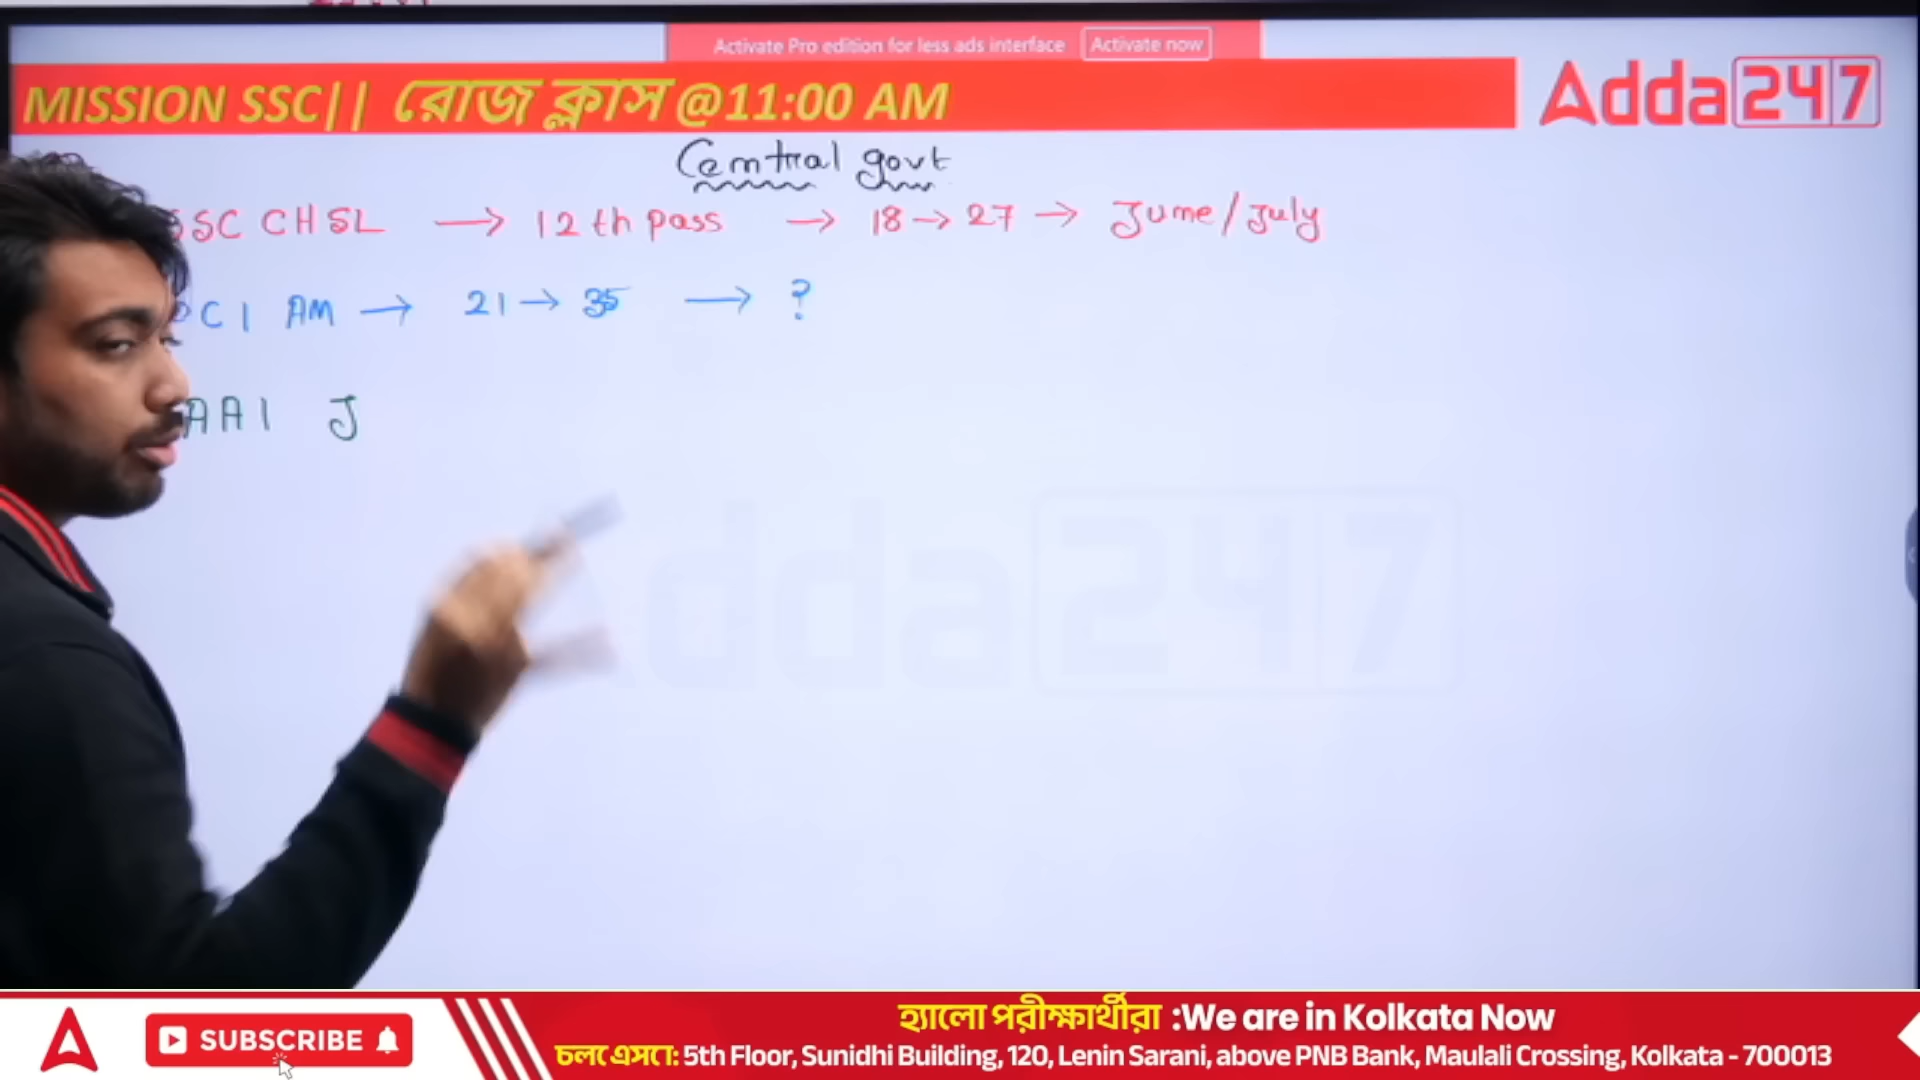 Activate Pro edition for less ads interface Activate now
MISSION SSC|| রোজ ক্লাস @11:00 AM
Adda247
Central govt
SSC CHSL → 12th pass → 18 → 27 → June/July
CI AM → 21 → 35 → ?
AAI J
Adda247
SUBSCRIBE
হ্যালো পরীক্ষার্থীরা :We are in Kolkata Now
চলে এসো: 5th Floor, Sunidhi Building, 120, Lenin Sarani, above PNB Bank, Maulali Crossing, Kolkata - 700013